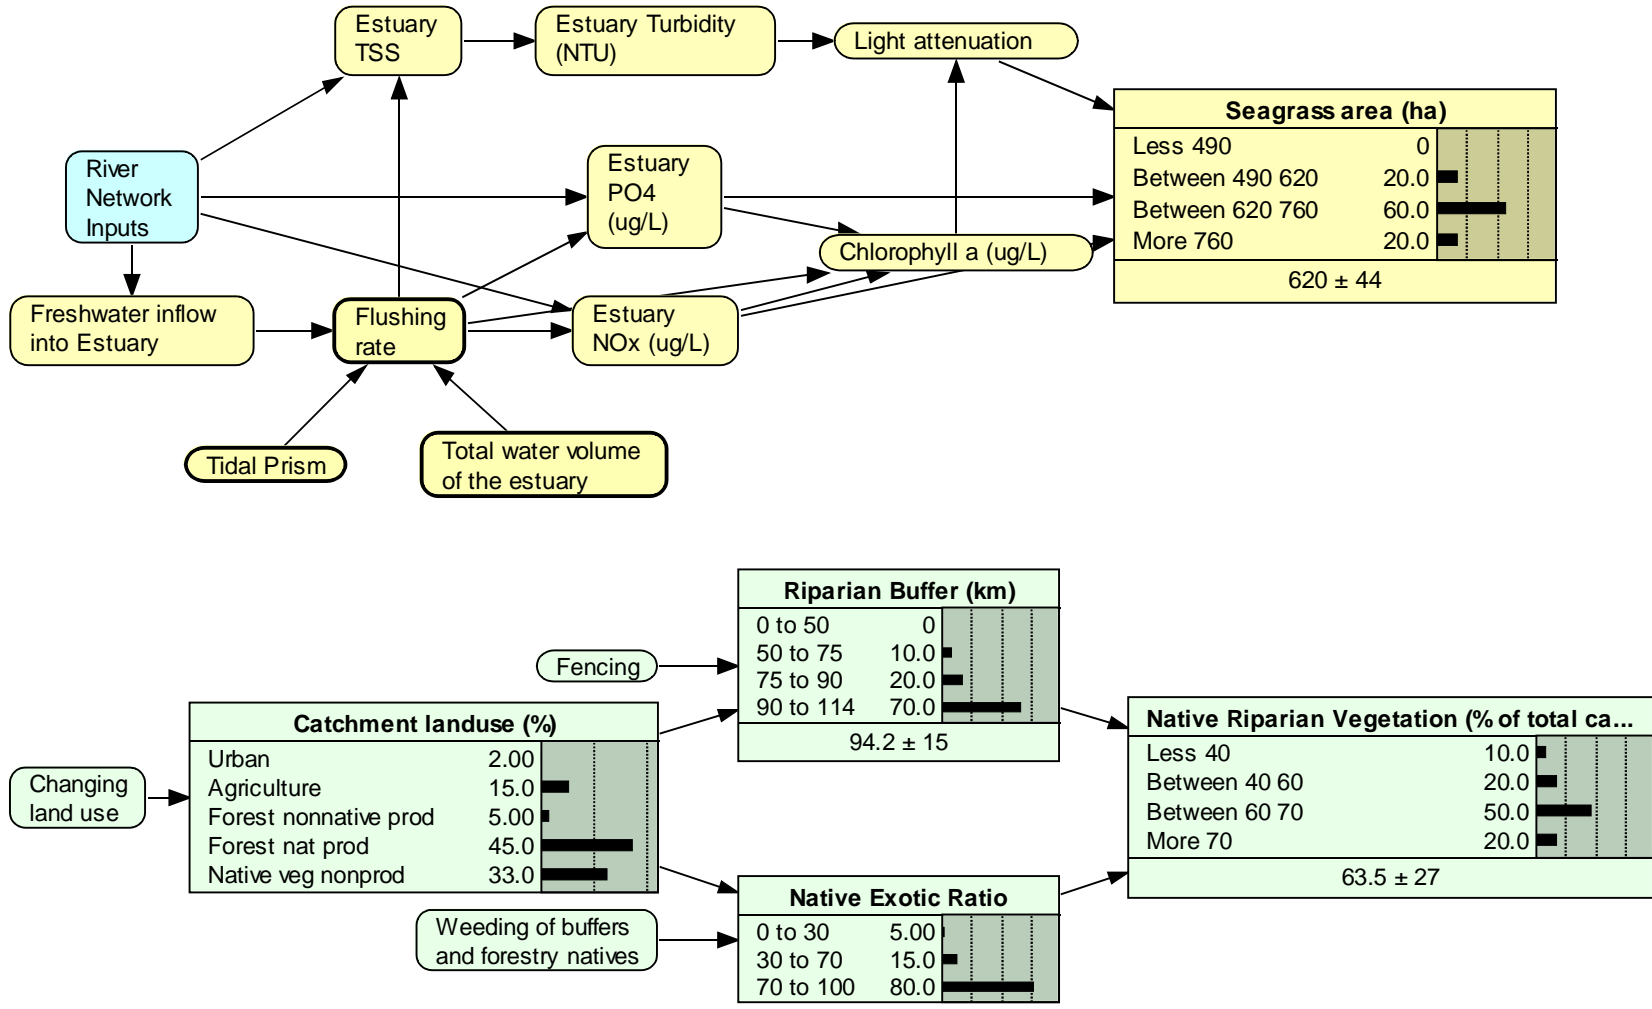 Estuary
TSS
Estuary Turbidity
(NTU)
Light attenuation
Seagrass area (ha)
Less 490 0
Between 490 620 20.0
Between 620 760 60.0
More 760 20.0
620 ± 44
River
Network
Inputs
Estuary
PO4
(ug/L)
Chlorophyll a (ug/L)
Freshwater inflow
into Estuary
Flushing
rate
Estuary
NOx (ug/L)
Tidal Prism
Total water volume
of the estuary
Riparian Buffer (km)
0 to 50 0
50 to 75 10.0
75 to 90 20.0
90 to 114 70.0
94.2 ± 15
Fencing
Catchment landuse (%)
Urban 2.00
Agriculture 15.0
Forest nonnative prod 5.00
Forest nat prod 45.0
Native veg nonprod 33.0
Changing
land use
Native Riparian Vegetation (% of total ca...
Less 40 10.0
Between 40 60 20.0
Between 60 70 50.0
More 70 20.0
63.5 ± 27
Weeding of buffers
and forestry natives
Native Exotic Ratio
0 to 30 5.00
30 to 70 15.0
70 to 100 80.0